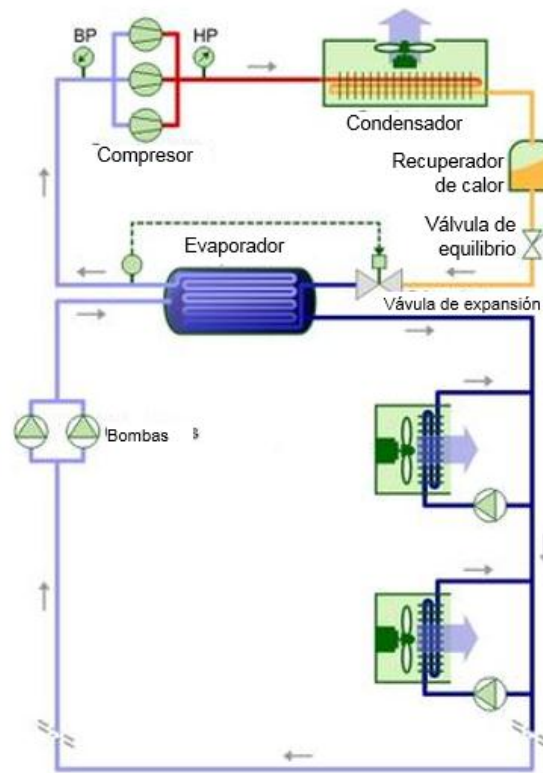 BP
HP
Compresor
Condensador
Recuperador
de calor
Válvula de
equilibrio
Evaporador
Vávula de expansión
Bombas s